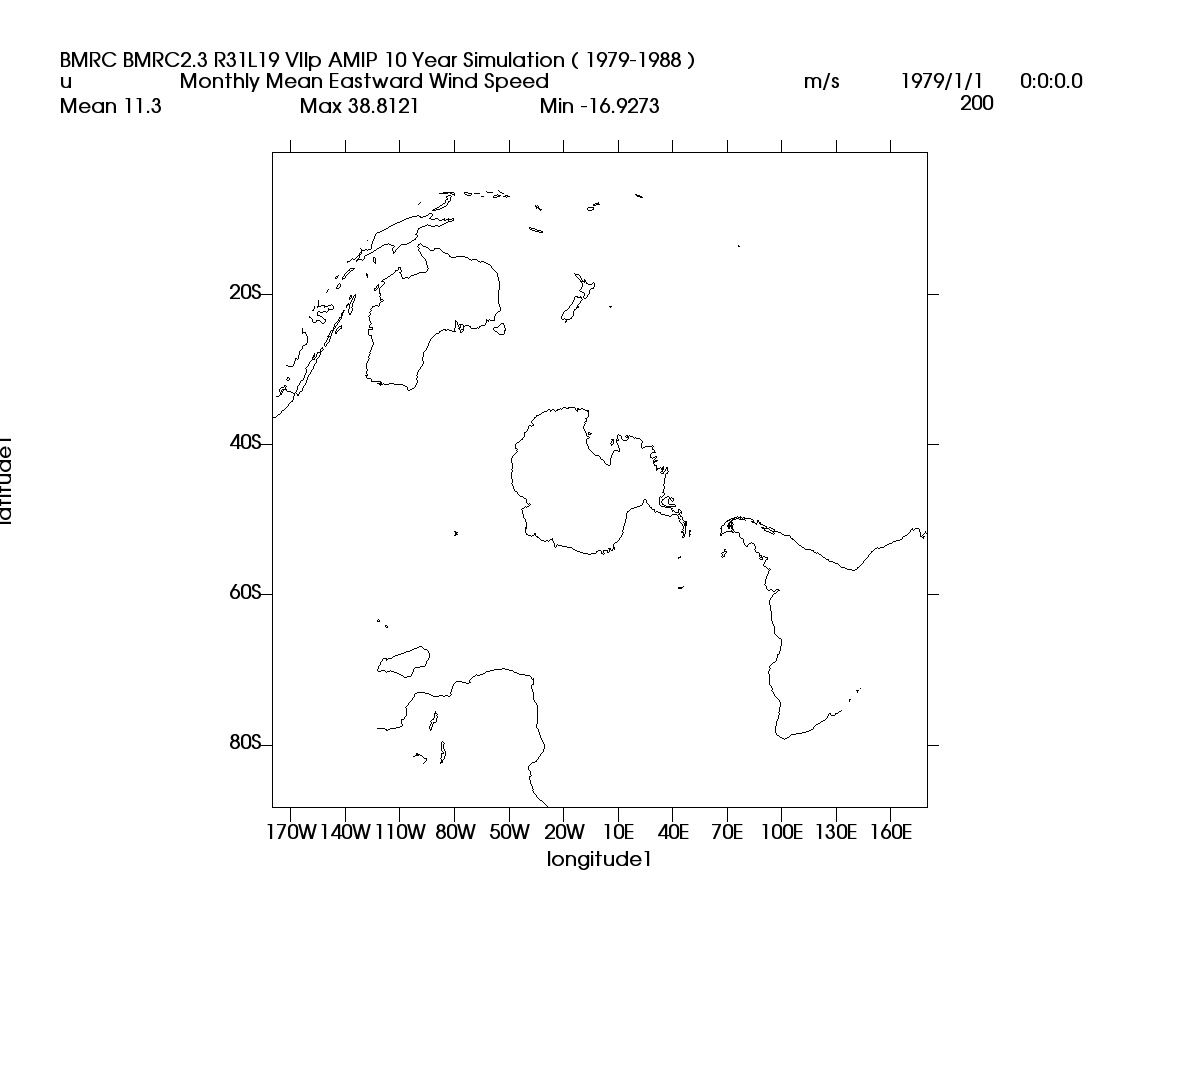 BMRC BMRC2.3 R31L19 VIIp AMIP 10 Year Simulation ( 1979-1988 )
u Monthly Mean Eastward Wind Speed m/s 1979/1/1 0:0:0.0
Mean 11.3 Max 38.8121 Min -16.9273 200
20S
40S
latitude1
60S
80S
170W 140W 110W 80W 50W 20W 10E 40E 70E 100E 130E 160E
longitude1